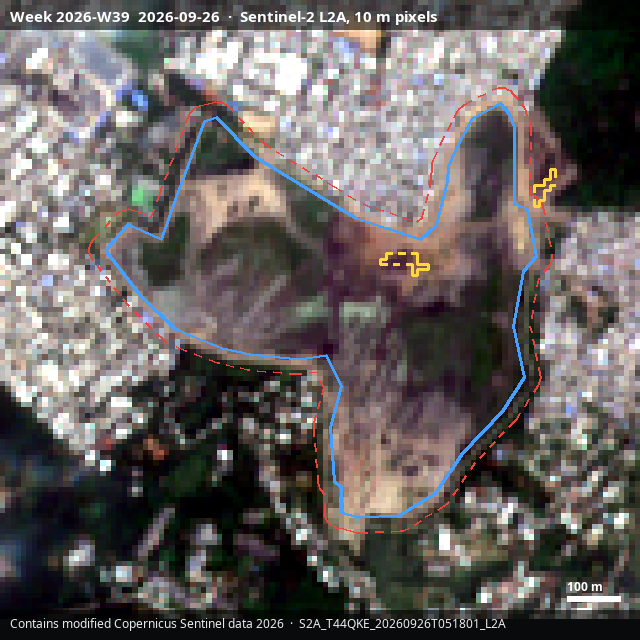 Week 2026-W39 2026-09-26 · Sentinel-2 L2A, 10 m pixels
100 m
Contains modified Copernicus Sentinel data 2026 · S2A_T44QKE_20260926T051801_L2A